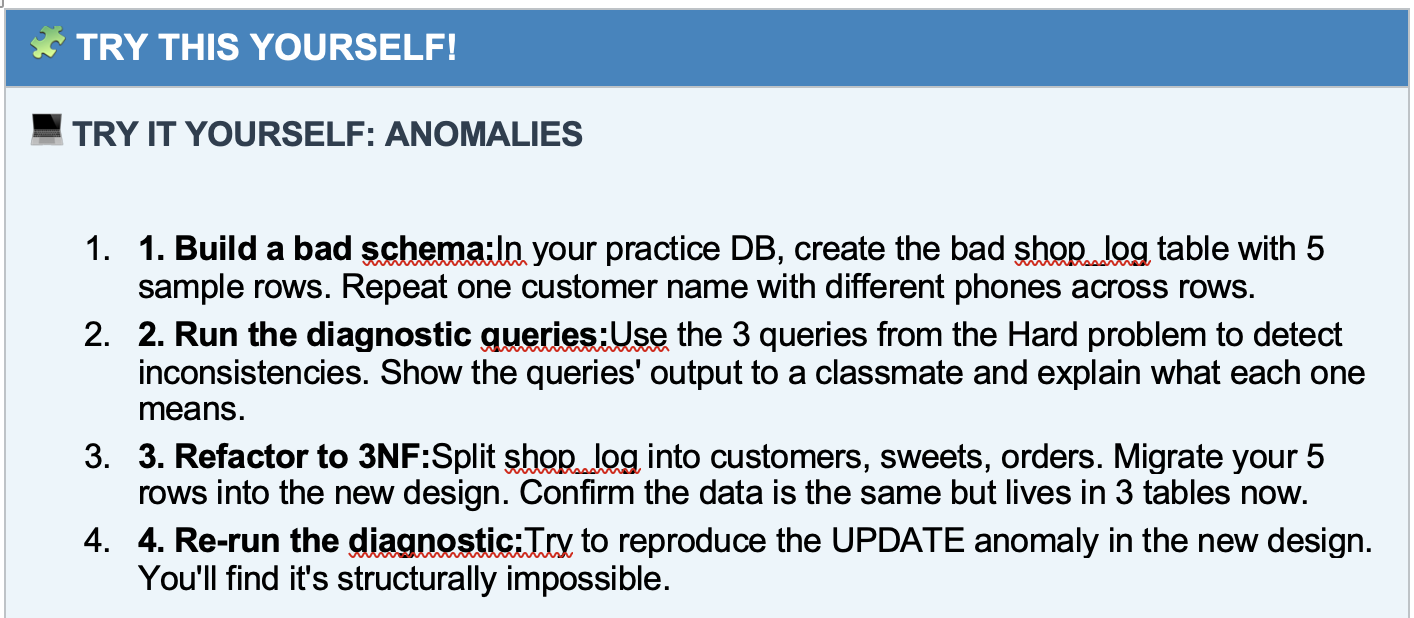 TRY THIS YOURSELF!
TRY IT YOURSELF: ANOMALIES
1. 1. Build a bad schema:In your practice DB, create the bad shop_log table with 5
sample rows. Repeat one customer name with different phones across rows.
2. 2. Run the diagnostic queries:Use the 3 queries from the Hard problem to detect
inconsistencies. Show the queries' output to a classmate and explain what each one
means.
3. 3. Refactor to 3NF:Split shop_log into customers, sweets, orders. Migrate your 5
rows into the new design. Confirm the data is the same but lives in 3 tables now.
4. 4. Re-run the diagnostic:Try to reproduce the UPDATE anomaly in the new design.
You'll find it's structurally impossible.